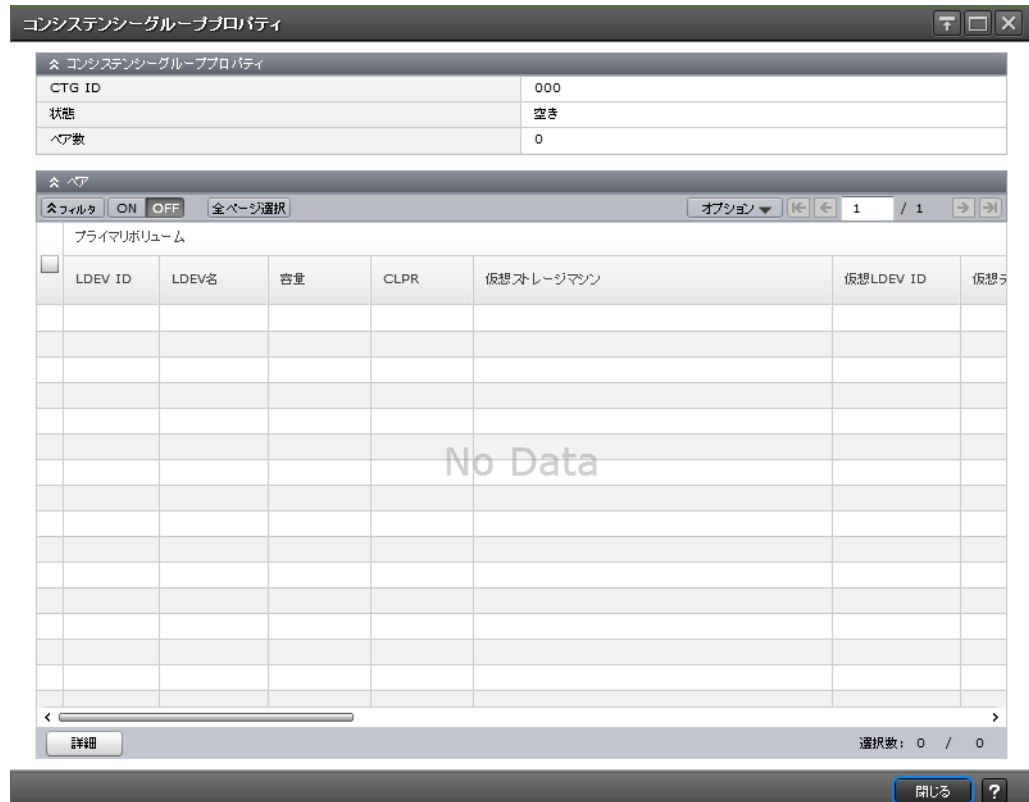 コンシステンシーグループプロパティ
コンシステンシーグループプロパティ
CTG ID 000
状態 空き
ペア数 0
ペア
フィルタ ON OFF 全ページ選択 オプション 1 / 1
プライマリボリューム
LDEV ID LDEV名 容量 CLPR 仮想ストレージマシン 仮想LDEV ID 仮想デ
No Data
詳細 選択数: 0 / 0
閉じる ?